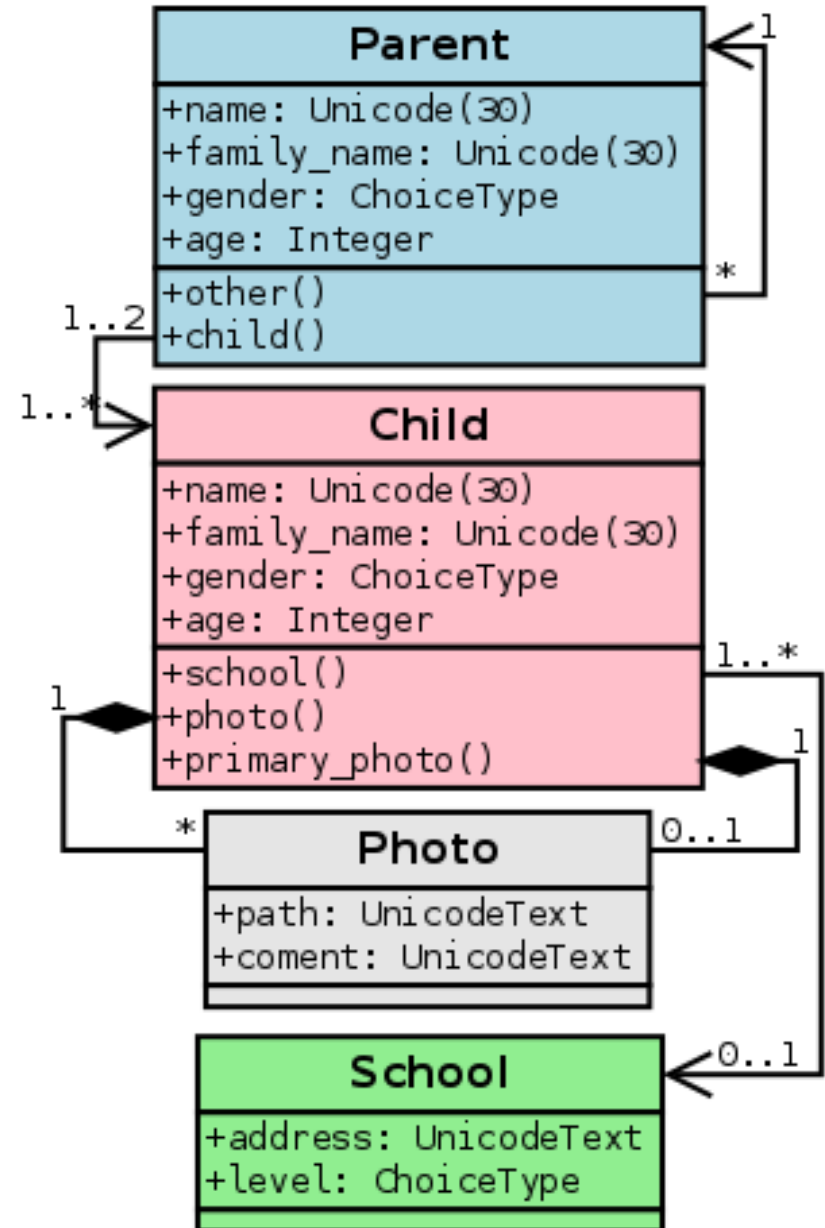 Parent
1
+name: Unicode(30)
+family_name: Unicode(30)
+gender: ChoiceType
+age: Integer
*
+other()
+child()
1..2
1..*
Child
+name: Unicode(30)
+family_name: Unicode(30)
+gender: ChoiceType
+age: Integer
1..*
+school()
+photo()
+primary_photo()
1
1
*
0..1
Photo
+path: UnicodeText
+coment: UnicodeText
School
0..1
+address: UnicodeText
+level: ChoiceType